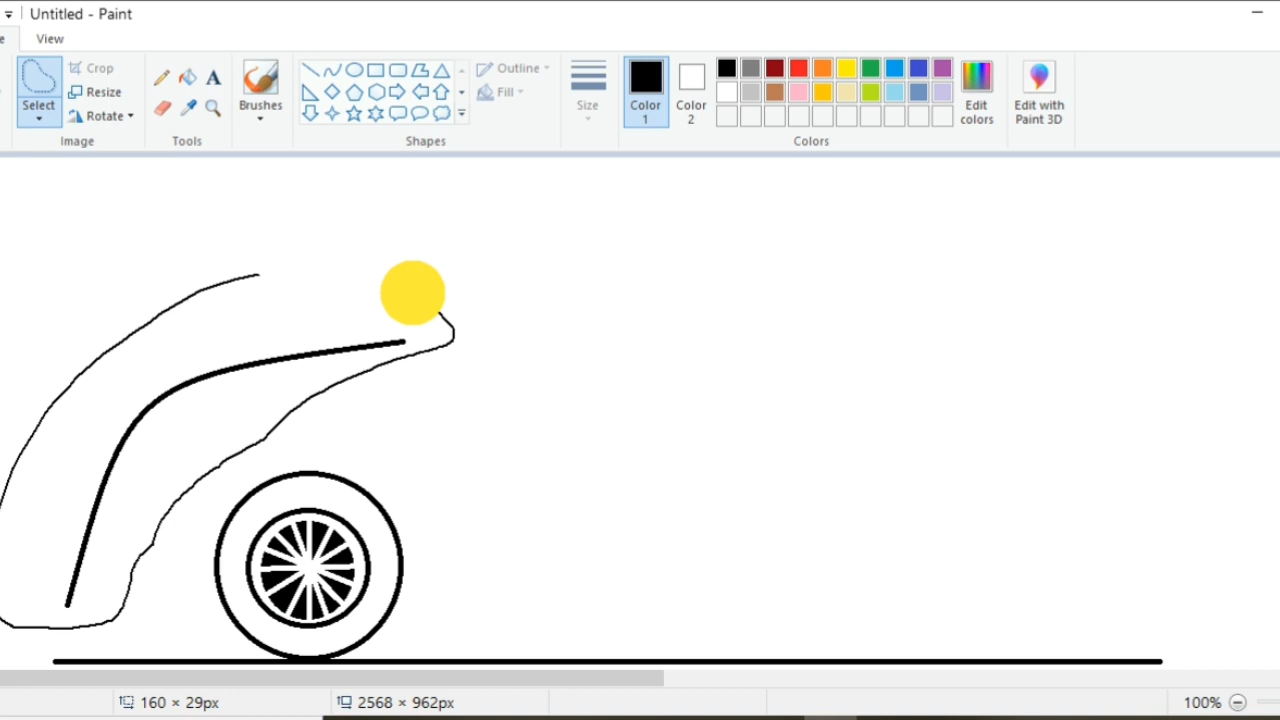 Untitled - Paint
e View
Select
Crop
Resize
Rotate
Image
A
Tools
Brushes
Shapes
Outline
Fill
Size
Color 1
Color 2
Edit colors
Colors
Edit with Paint 3D
160 × 29px
2568 × 962px
100%